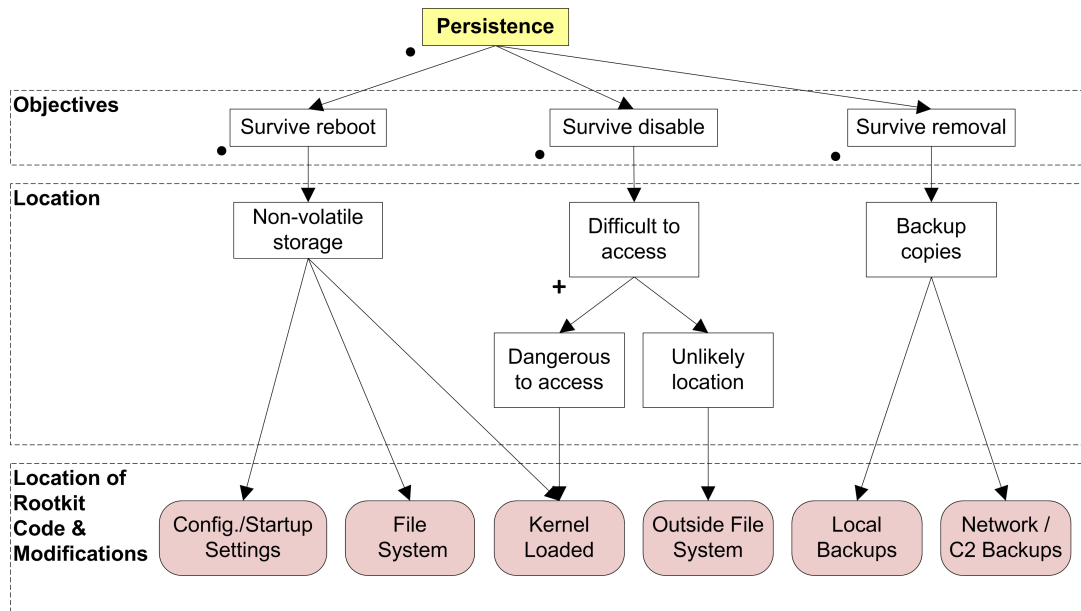 Persistence
Objectives
Survive reboot
Survive disable
Survive removal
Location
Non-volatile
storage
Difficult to
access
Backup
copies
+
Dangerous
to access
Unlikely
location
Location of
Rootkit
Code &
Modifications
Config./Startup
Settings
File
System
Kernel
Loaded
Outside File
System
Local
Backups
Network /
C2 Backups